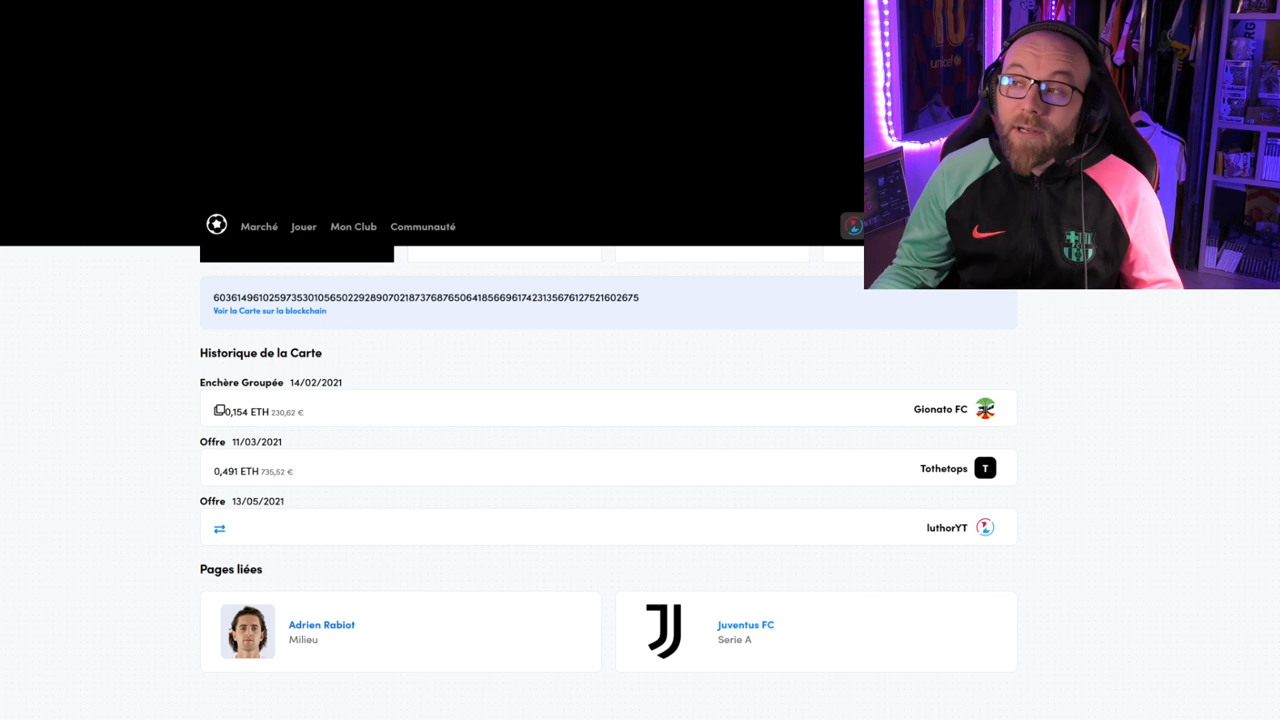 10
unicef
Marché Jouer Mon Club Communauté
60361496102597353010565022928907021873768765064185669617423135676127521602675
Voir la Carte sur la blockchain
Historique de la Carte
Enchère Groupée 14/02/2021
0,154 ETH 230,62 € Gionato FC
Offre 11/03/2021
0,491 ETH 735,52 € Tothetops T
Offre 13/05/2021
luthorYT
Pages liées
Adrien Rabiot
Milieu
Juventus FC
Serie A